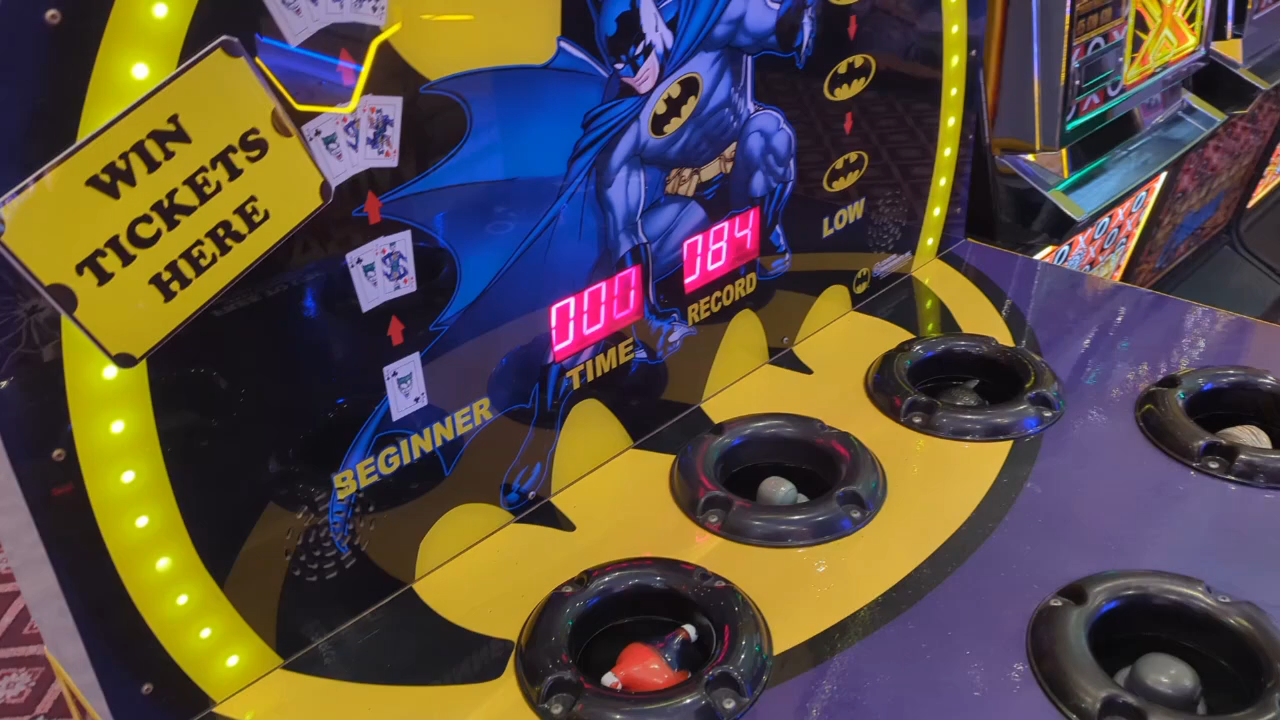 WIN
TICKETS
HERE
000
TIME
084
RECORD
BEGINNER
LOW